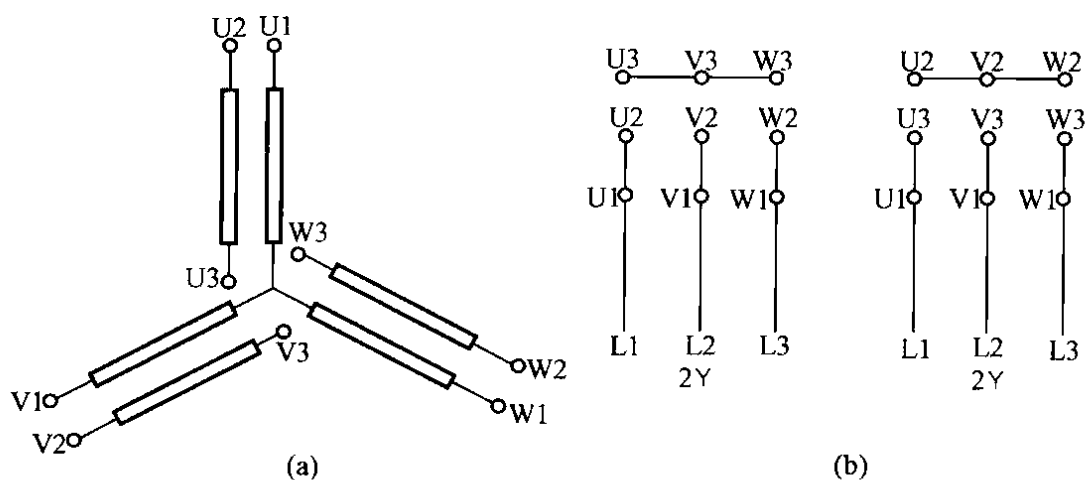 U2 U1
U3
W3
V3
V1
V2
W2
W1
(a)
U3 V3 W3
U2 V2 W2
U1 V1 W1
L1 L2 L3
2Y
U2 V2 W2
U3 V3 W3
U1 V1 W1
L1 L2 L3
2Y
(b)